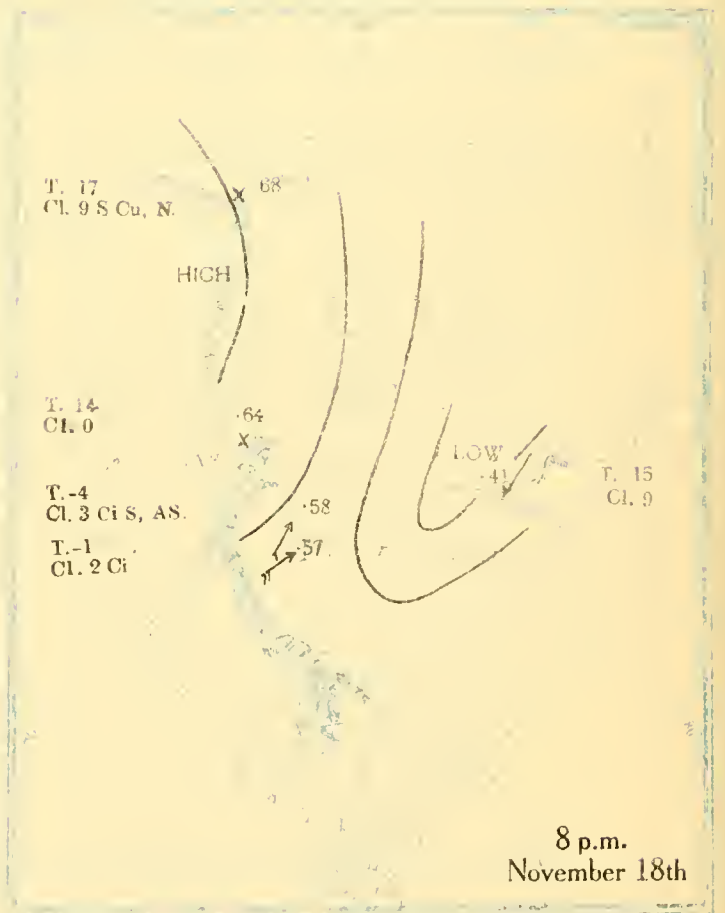 T. 17
Cl. 9 S Cu, N.
·68
HIGH
T. 14
Cl. 0
·64
LOW
·41
T. 15
Cl. 9
T.-4
Cl. 3 Ci S, AS.
·58
T.-1
Cl. 2 Ci
·57
8 p.m.
November 18th